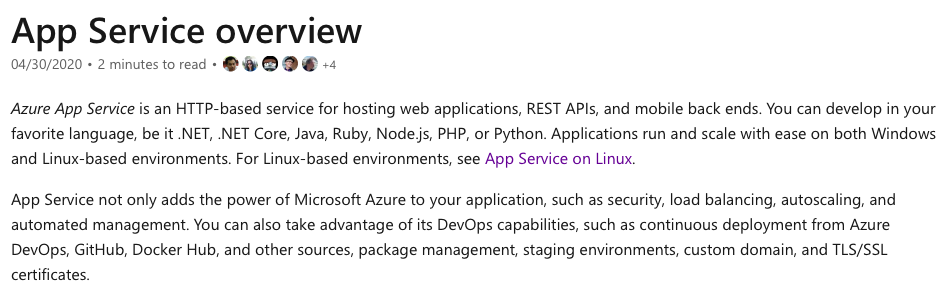 App Service overview
04/30/2020 • 2 minutes to read • +4
Azure App Service is an HTTP-based service for hosting web applications, REST APIs, and mobile back ends. You can develop in your
favorite language, be it .NET, .NET Core, Java, Ruby, Node.js, PHP, or Python. Applications run and scale with ease on both Windows
and Linux-based environments. For Linux-based environments, see App Service on Linux.
App Service not only adds the power of Microsoft Azure to your application, such as security, load balancing, autoscaling, and
automated management. You can also take advantage of its DevOps capabilities, such as continuous deployment from Azure
DevOps, GitHub, Docker Hub, and other sources, package management, staging environments, custom domain, and TLS/SSL
certificates.